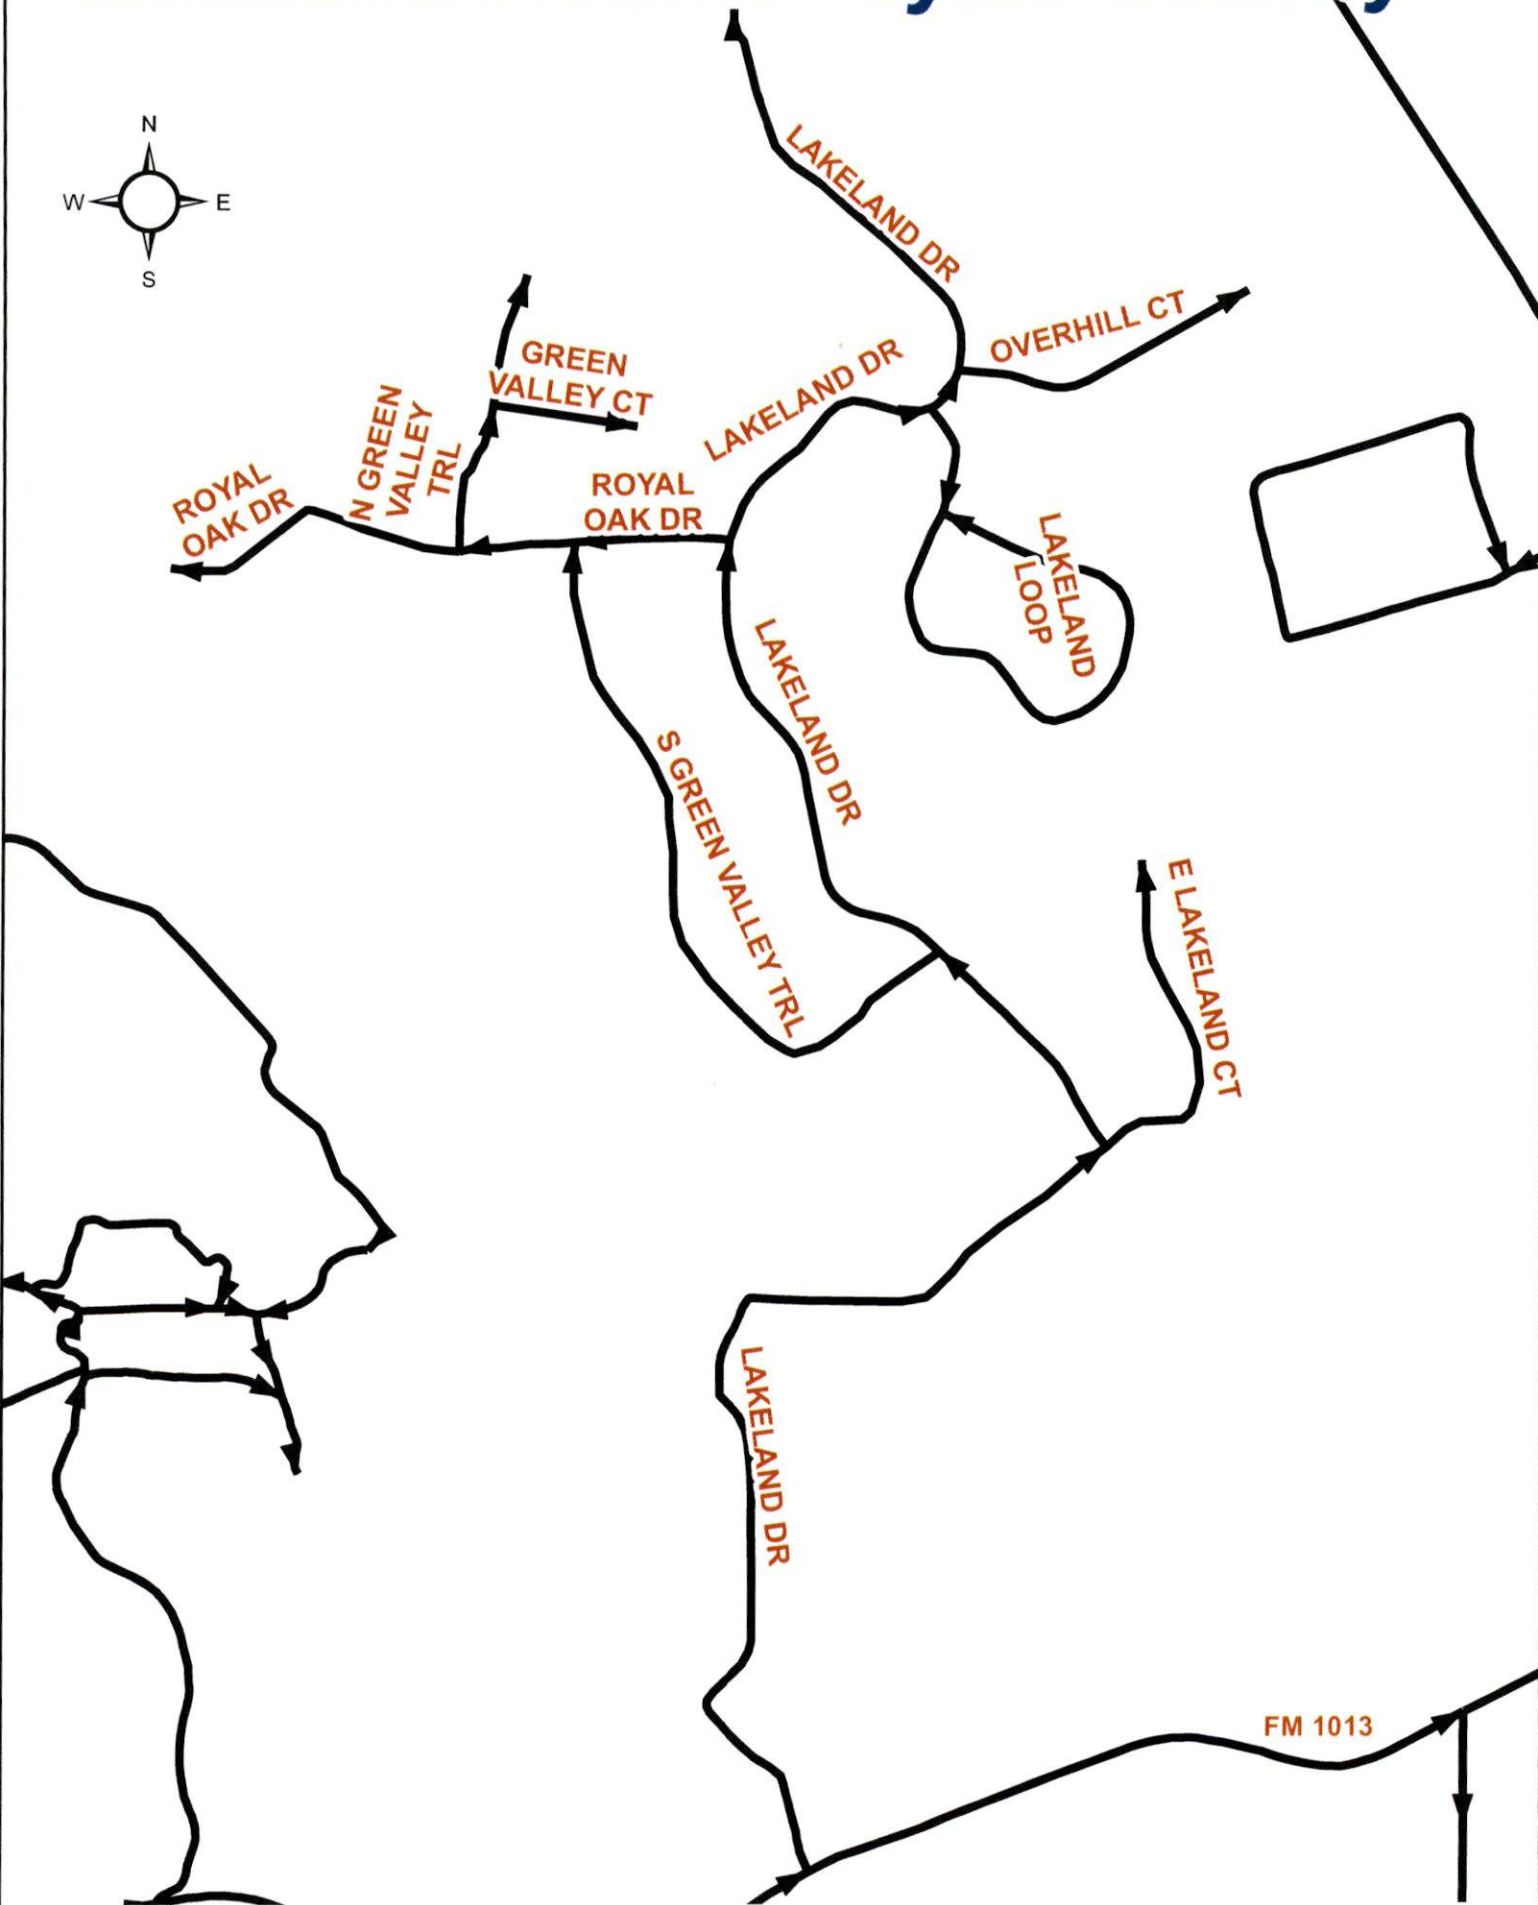 N
W E
S
LAKELAND DR
OVERHILL CT
GREEN
VALLEY CT
LAKELAND DR
N GREEN
VALLEY
TRL
ROYAL
OAK DR
ROYAL
OAK DR
LAKELAND
LOOP
LAKELAND DR
S GREEN VALLEY TRL
E LAKELAND CT
LAKELAND DR
FM 1013